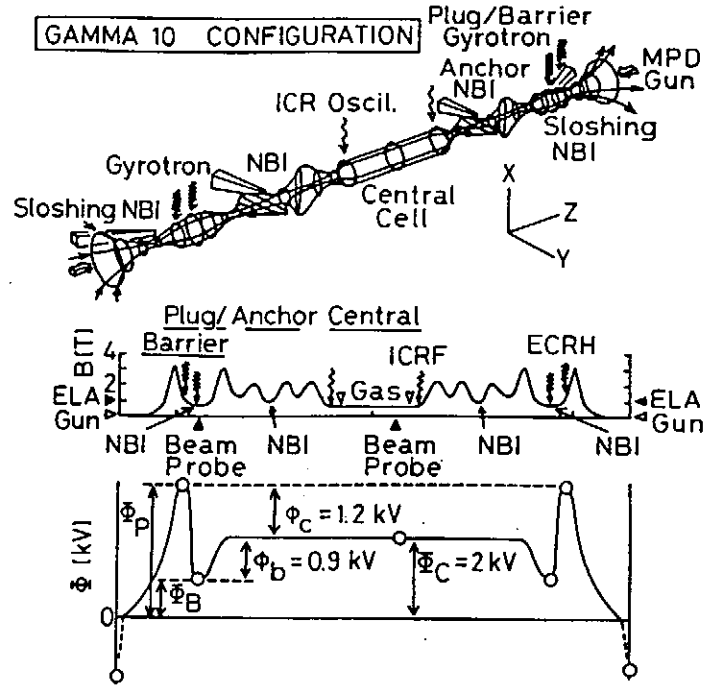 GAMMA 10 CONFIGURATION
Plug/Barrier
Gyrotron
Anchor
NBI
MPD
Gun
ICR Oscil.
Sloshing
NBI
Gyrotron
NBI
Central
Cell
Sloshing NBI
X
Z
Y
Plug/Anchor Central
Barrier
ICRF
ECRH
B(T)
4
2
0
Gas
ELA
Gun
ELA
Gun
NBI
Beam
Probe
NBI
Beam
Probe
NBI
NBI
Φ (kV)
0
Φ_P
Φ_B
ϕ_c = 1.2 kV
ϕ_b = 0.9 kV
Φ_C = 2 kV